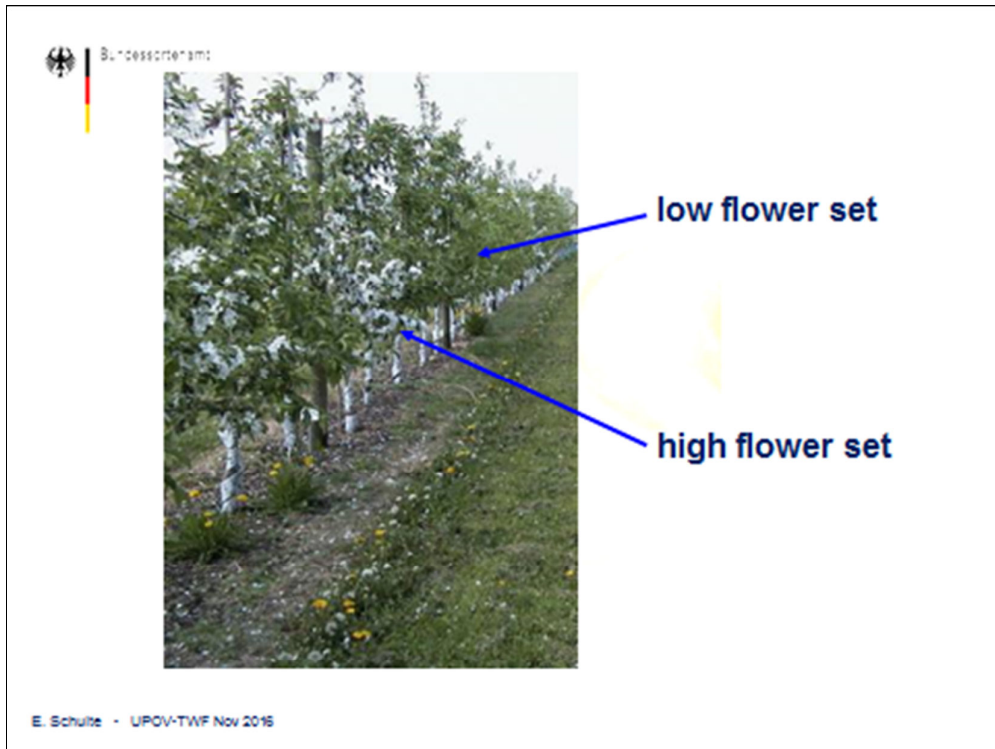 Bundessortenamt
low flower set
high flower set
E. Schulte - UPOV-TWF Nov 2016